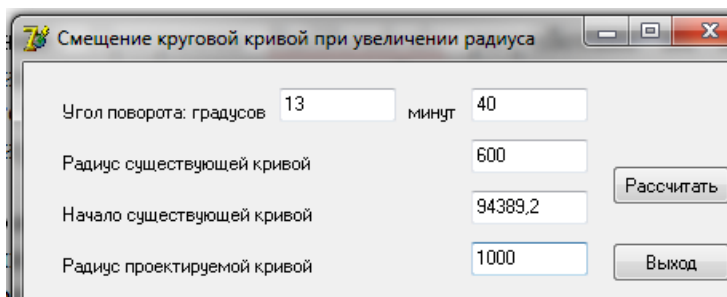 Смещение круговой кривой при увеличении радиуса
Угол поворота: градусов 13 минут 40
Радиус существующей кривой 600
Рассчитать
Начало существующей кривой 94389,2
Радиус проектируемой кривой 1000 Выход